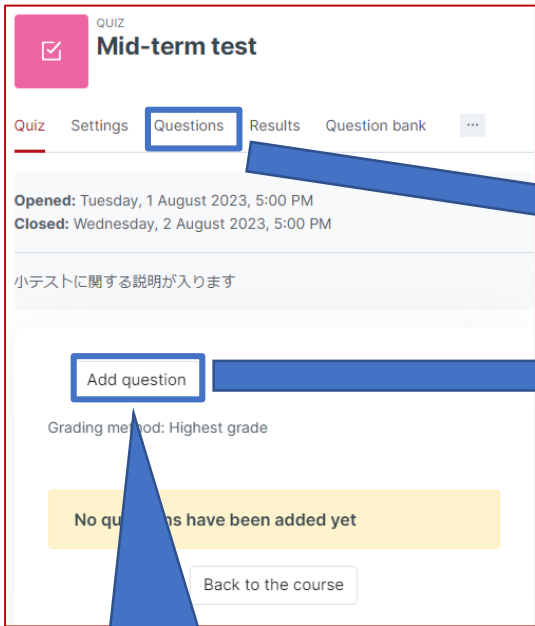 QUIZ
Mid-term test
Quiz Settings Questions Results Question bank ...
Opened: Tuesday, 1 August 2023, 5:00 PM
Closed: Wednesday, 2 August 2023, 5:00 PM
小テストに関する説明が入ります
Add question
Grading method: Highest grade
No have been added yet
Back to the course